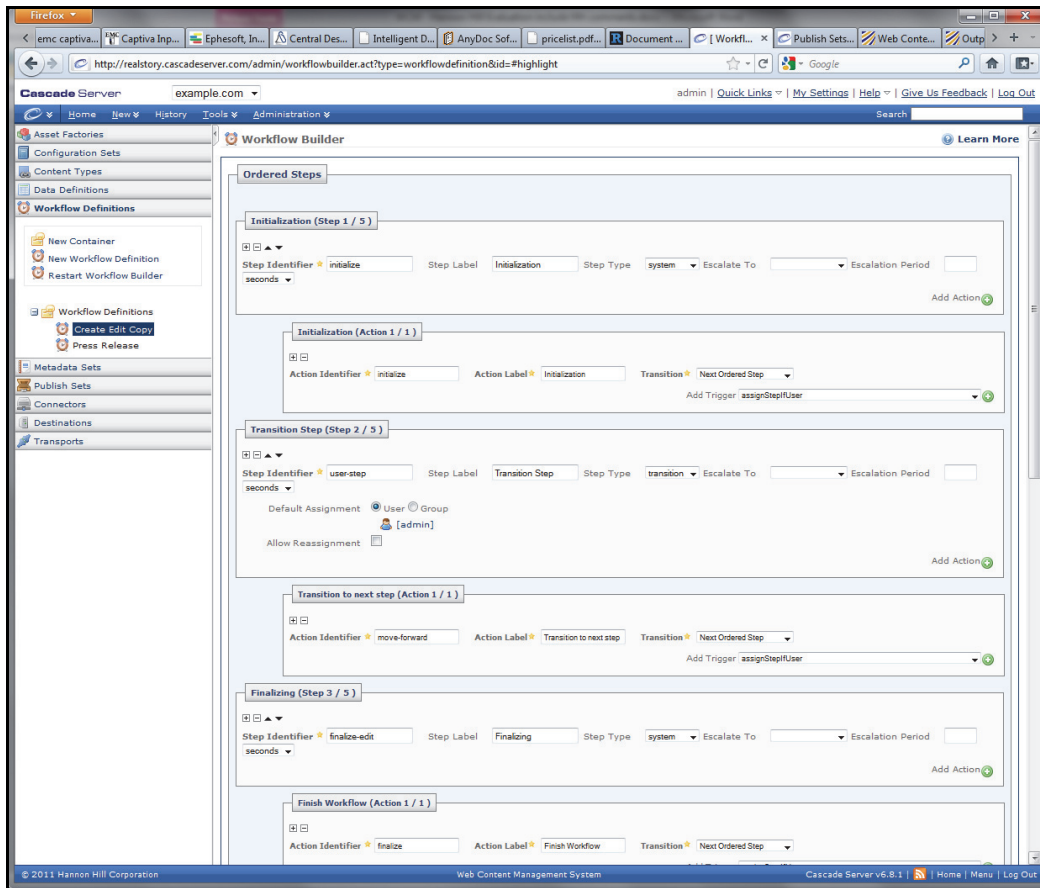 Firefox
emc captiva... EMC Captiva Inp... Ephesoft, In... Central Des... Intelligent D... AnyDoc Sof... pricelist.pdf... Document ... [ Workfl... × Publish Sets... Web Conte... Outp
http://realstory.cascadeserver.com/admin/workflowbuilder.act?type=workflowdefinition&id=#highlight Google
Cascade Server example.com admin | Quick Links | My Settings | Help | Give Us Feedback | Log Out
Home New History Tools Administration Search
Asset Factories
Configuration Sets
Content Types
Data Definitions
Workflow Definitions
New Container
New Workflow Definition
Restart Workflow Builder
Workflow Definitions
Create Edit Copy
Press Release
Metadata Sets
Publish Sets
Connectors
Destinations
Transports
Workflow Builder Learn More
Ordered Steps
Initialization (Step 1 / 5 )
Step Identifier initialize Step Label Initialization Step Type system Escalate To Escalation Period
seconds
Add Action
Initialization (Action 1 / 1 )
Action Identifier initialize Action Label Initialization Transition Next Ordered Step
Add Trigger assignStepIfUser
Transition Step (Step 2 / 5 )
Step Identifier user-step Step Label Transition Step Step Type transition Escalate To Escalation Period
seconds
Default Assignment User Group
[admin]
Allow Reassignment
Add Action
Transition to next step (Action 1 / 1 )
Action Identifier move-forward Action Label Transition to next step Transition Next Ordered Step
Add Trigger assignStepIfUser
Finalizing (Step 3 / 5 )
Step Identifier finalize-edit Step Label Finalizing Step Type system Escalate To Escalation Period
seconds
Add Action
Finish Workflow (Action 1 / 1 )
Action Identifier finalize Action Label Finish Workflow Transition Next Ordered Step
© 2011 Hannon Hill Corporation Web Content Management System Cascade Server v6.8.1 | | Home | Menu | Log Out